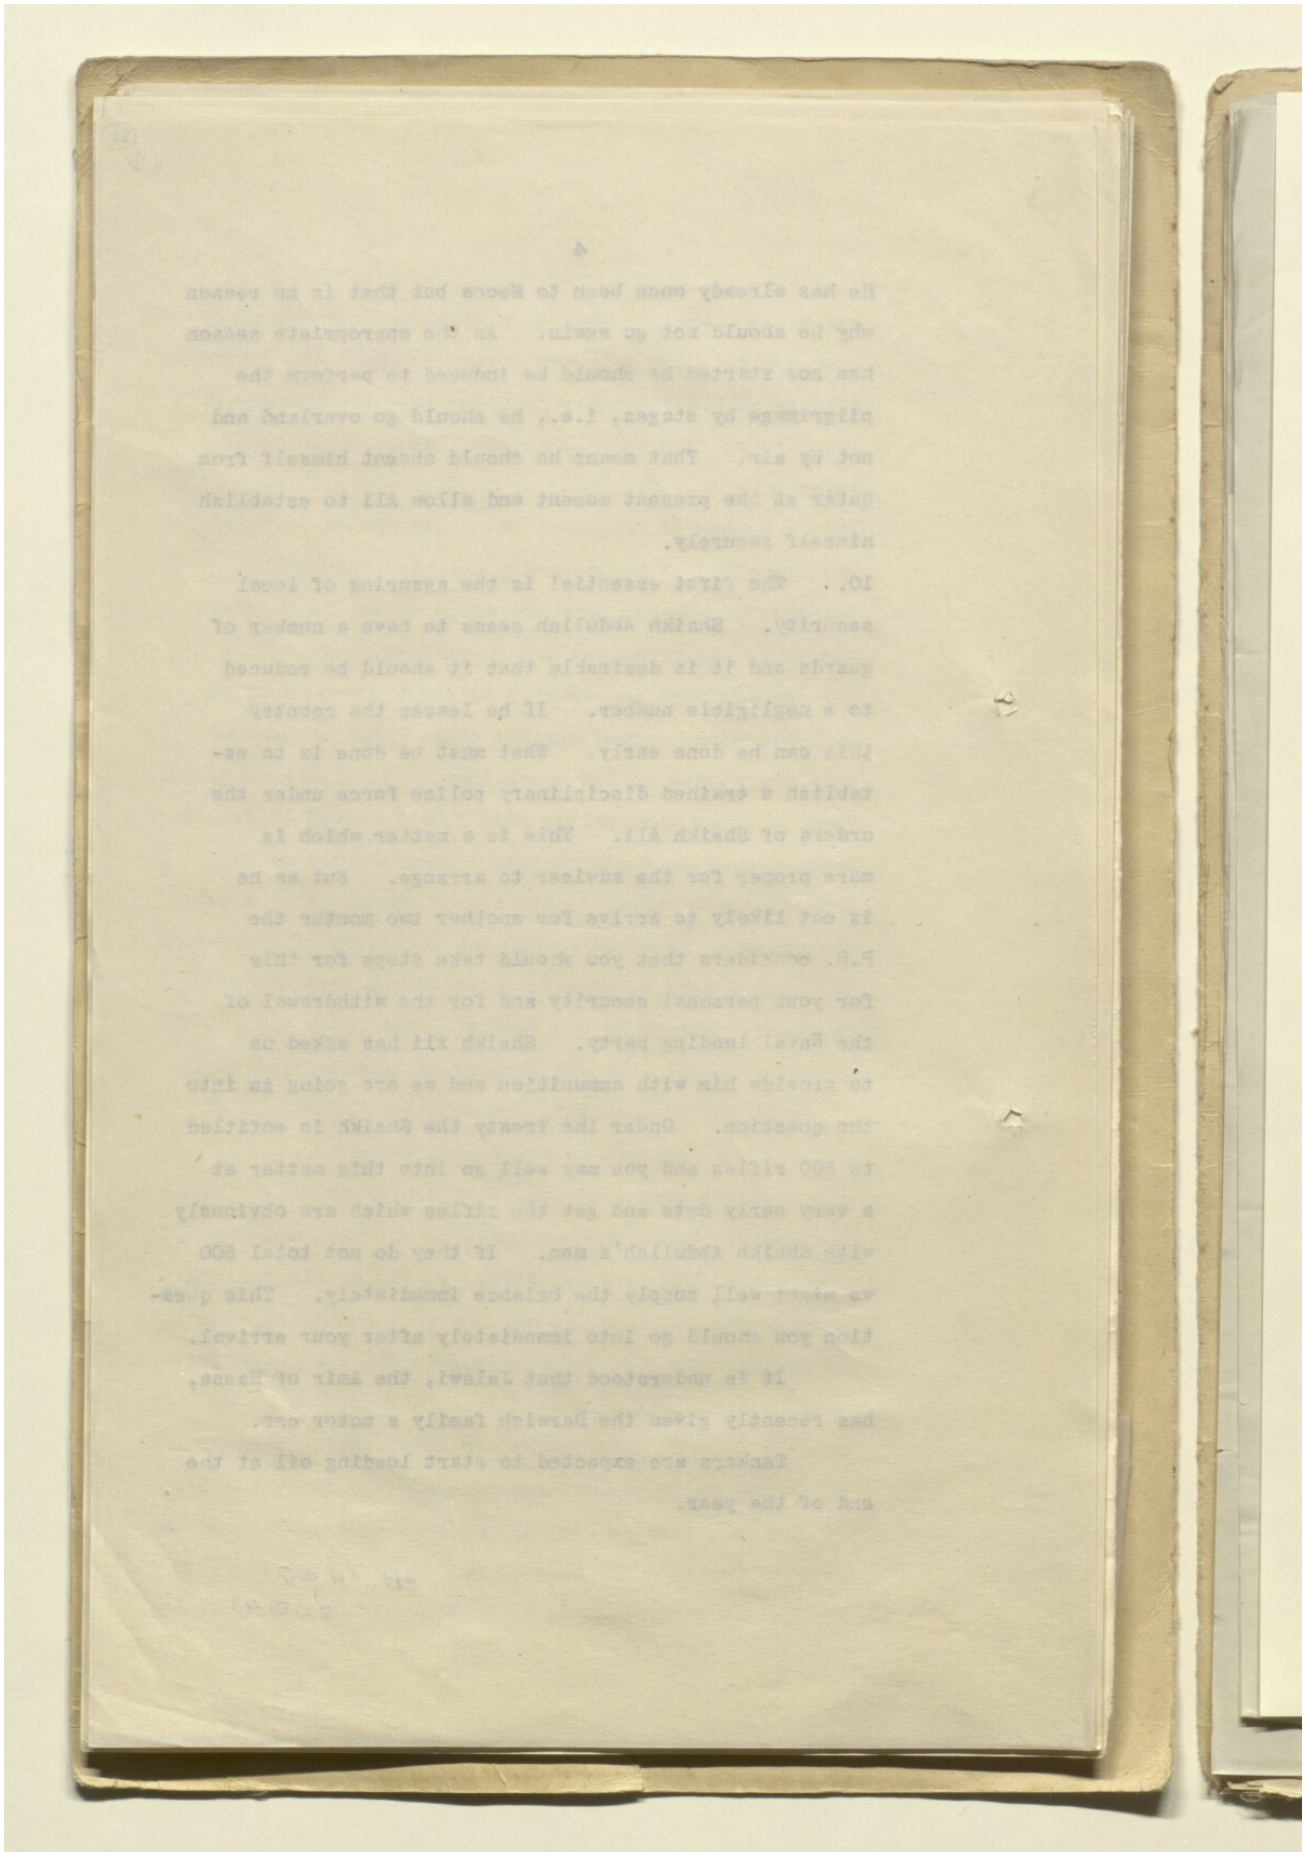 4
He has already once been to Mecca but that is no reason
why he should not go again. As the appropriate season
has now started he should be induced to perform the
pilgrimage by stages, i.e., he should go overland and
not by air. That means he should absent himself from
Qatar at the present moment and allow Ali to establish
himself securely.
10. The first essential is the assuring of local
security. Shaikh Abdullah seems to have a number of
guards and it is desirable that it should be reduced
to a negligible number. If he leaves the country
this can be done early. What must be done is to es-
tablish a trained disciplinary police force under the
orders of Shaikh Ali. This is a matter which is
more proper for the adviser to arrange. But as he
is not likely to arrive for another two months the
P.R. considers that you should take steps for this
for your personal security and for the withdrawal of
the Naval landing party. Shaikh Ali has asked us
to provide him with ammunition and we are going in into
the question. Under the Treaty the Shaikh is entitled
to 500 rifles and you may well go into this matter at
a very early date and get the rifles which are obviously
with Shaikh Abdullah's men. If they do not total 500
we might well supply the balance immediately. This ques-
tion you should go into immediately after your arrival.
It is understood that Jalawi, the Amir of Hassa,
has recently given the Darwish family a motor car.
Tankers are expected to start loading oil at the
end of the year.